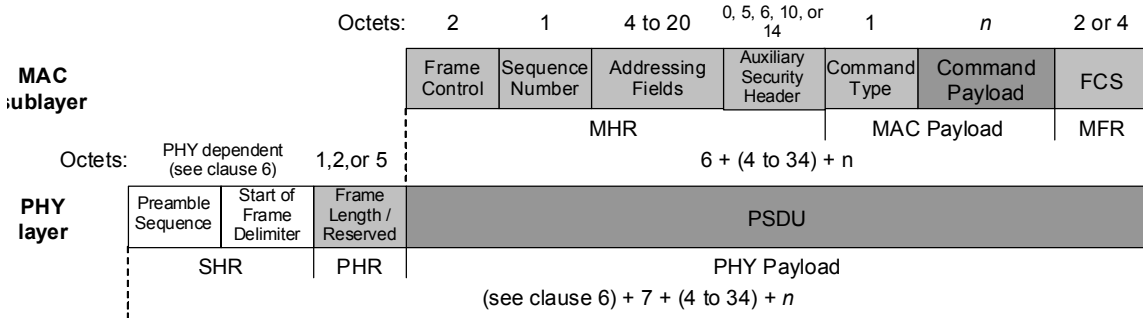 Octets: 2 1 4 to 20 0, 5, 6, 10, or 14 1 n 2 or 4
MAC sublayer
Frame Control
Sequence Number
Addressing Fields
Auxiliary Security Header
Command Type
Command Payload
FCS
MHR
MAC Payload
MFR
Octets: PHY dependent (see clause 6) 1,2,or 5 6 + (4 to 34) + n
PHY layer
Preamble Sequence
Start of Frame Delimiter
Frame Length / Reserved
PSDU
SHR
PHR
PHY Payload
(see clause 6) + 7 + (4 to 34) + n